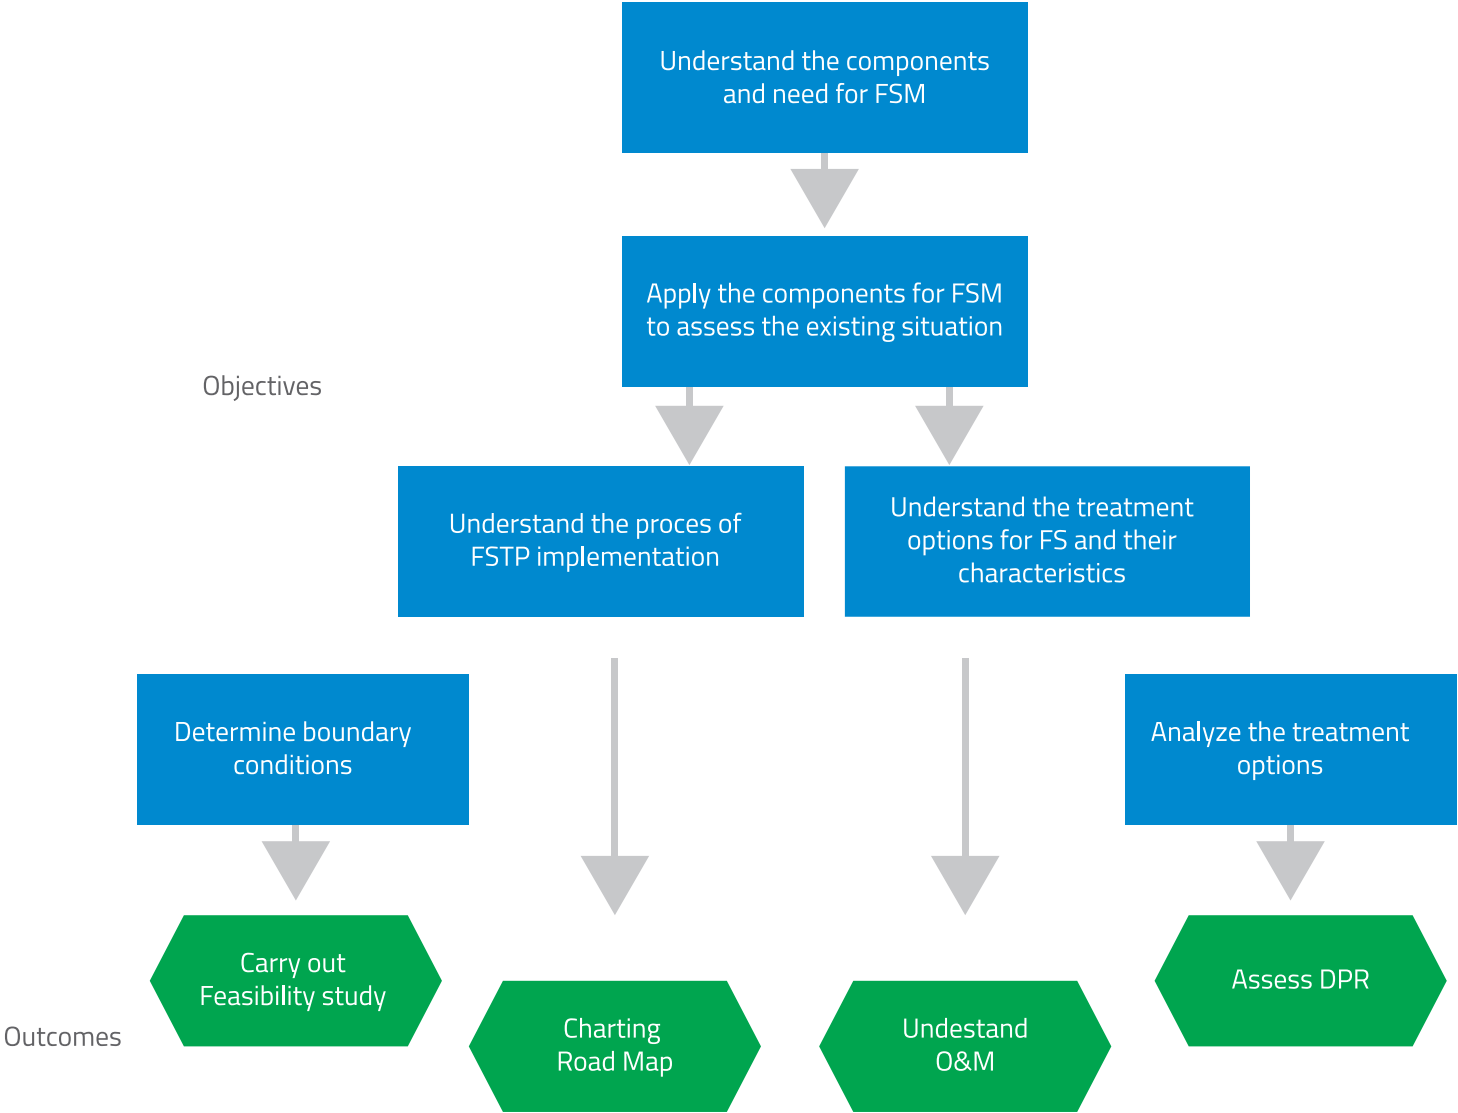 Understand the components
and need for FSM
Apply the components for FSM
to assess the existing situation
Objectives
Understand the proces of
FSTP implementation
Understand the treatment
options for FS and their
characteristics
Determine boundary
conditions
Analyze the treatment
options
Carry out
Feasibility study
Assess DPR
Outcomes
Charting
Road Map
Undestand
O&M